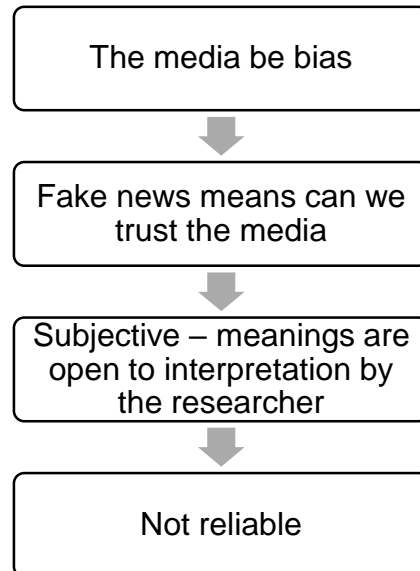 The media be bias
Fake news means can we
trust the media
Subjective – meanings are
open to interpretation by
the researcher
Not reliable